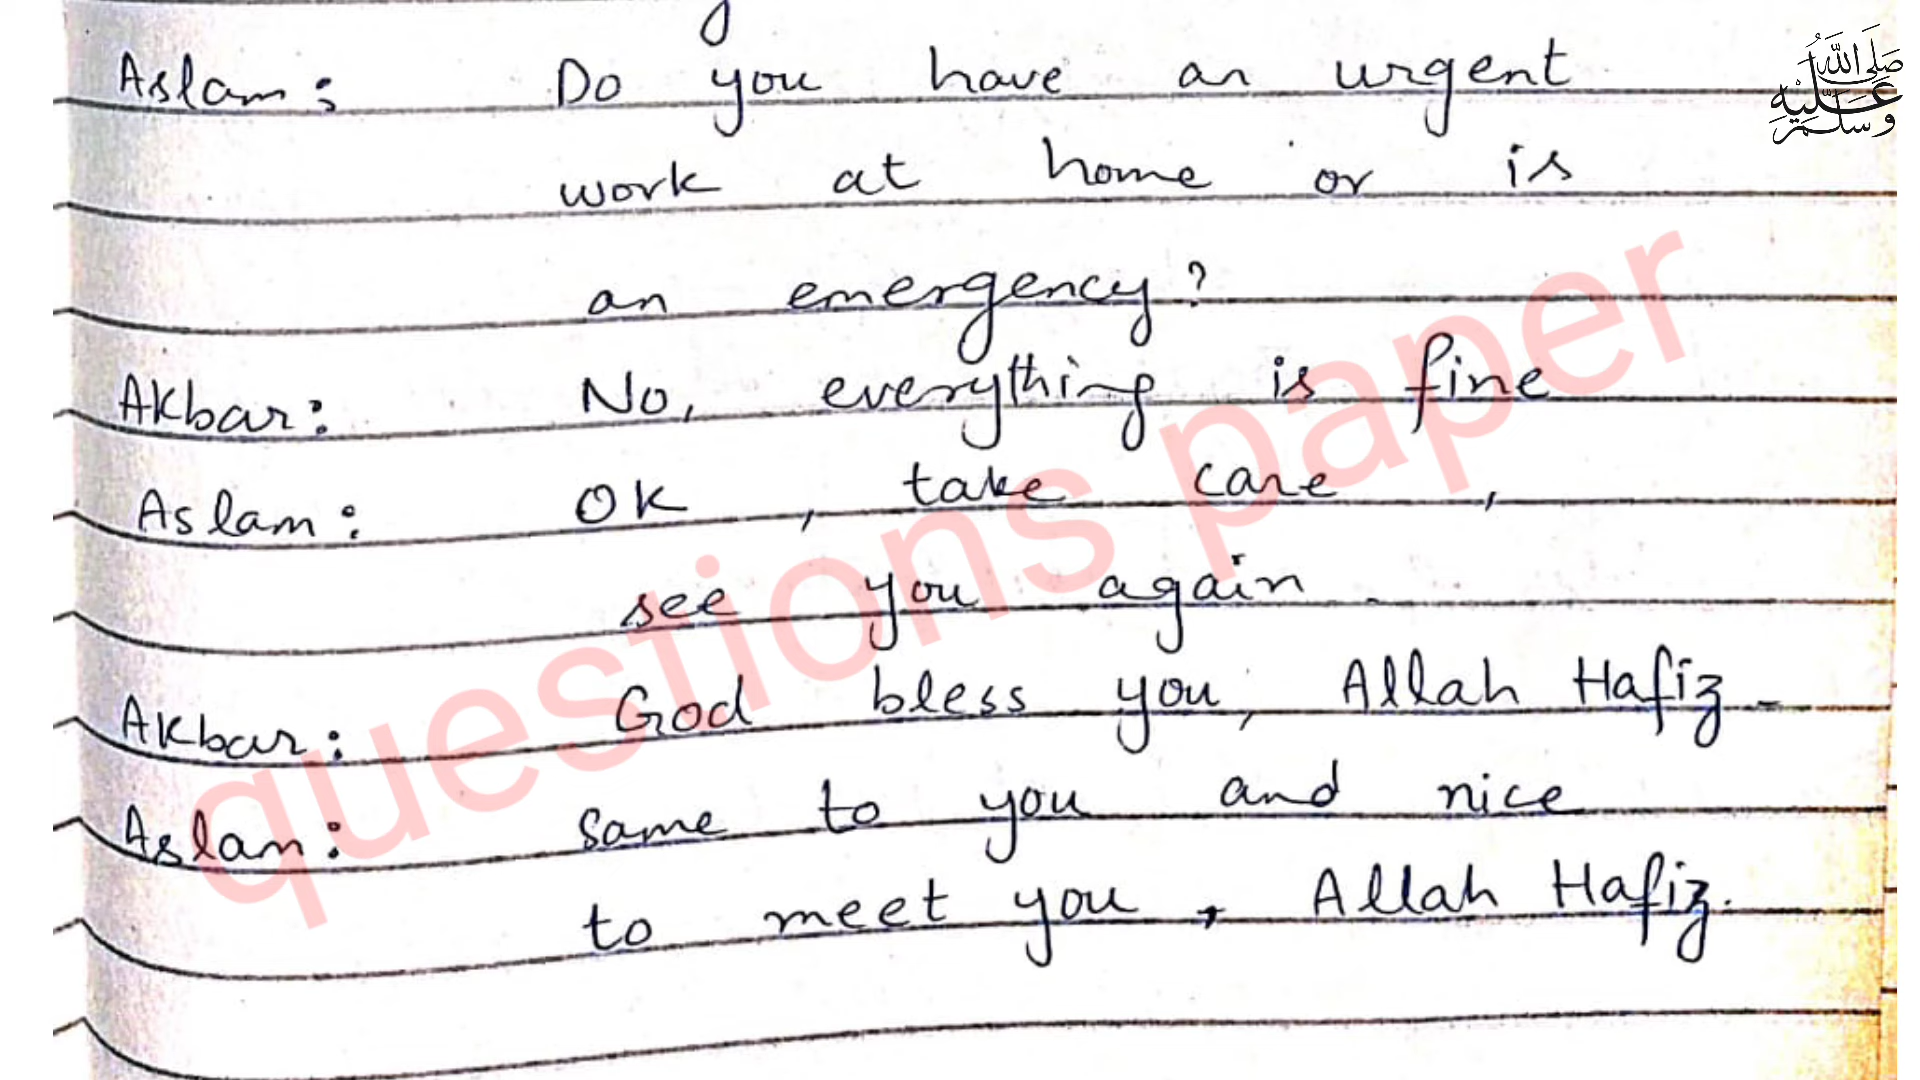 Aslam: Do you have an urgent
work at home or is
an emergency?
Akbar: No, everything is fine
Aslam: OK, take care,
see you again.
Akbar: God bless you, Allah Hafiz-
Aslam: same to you and nice
to meet you, Allah Hafiz.
questions paper
صلى الله عليه وسلم